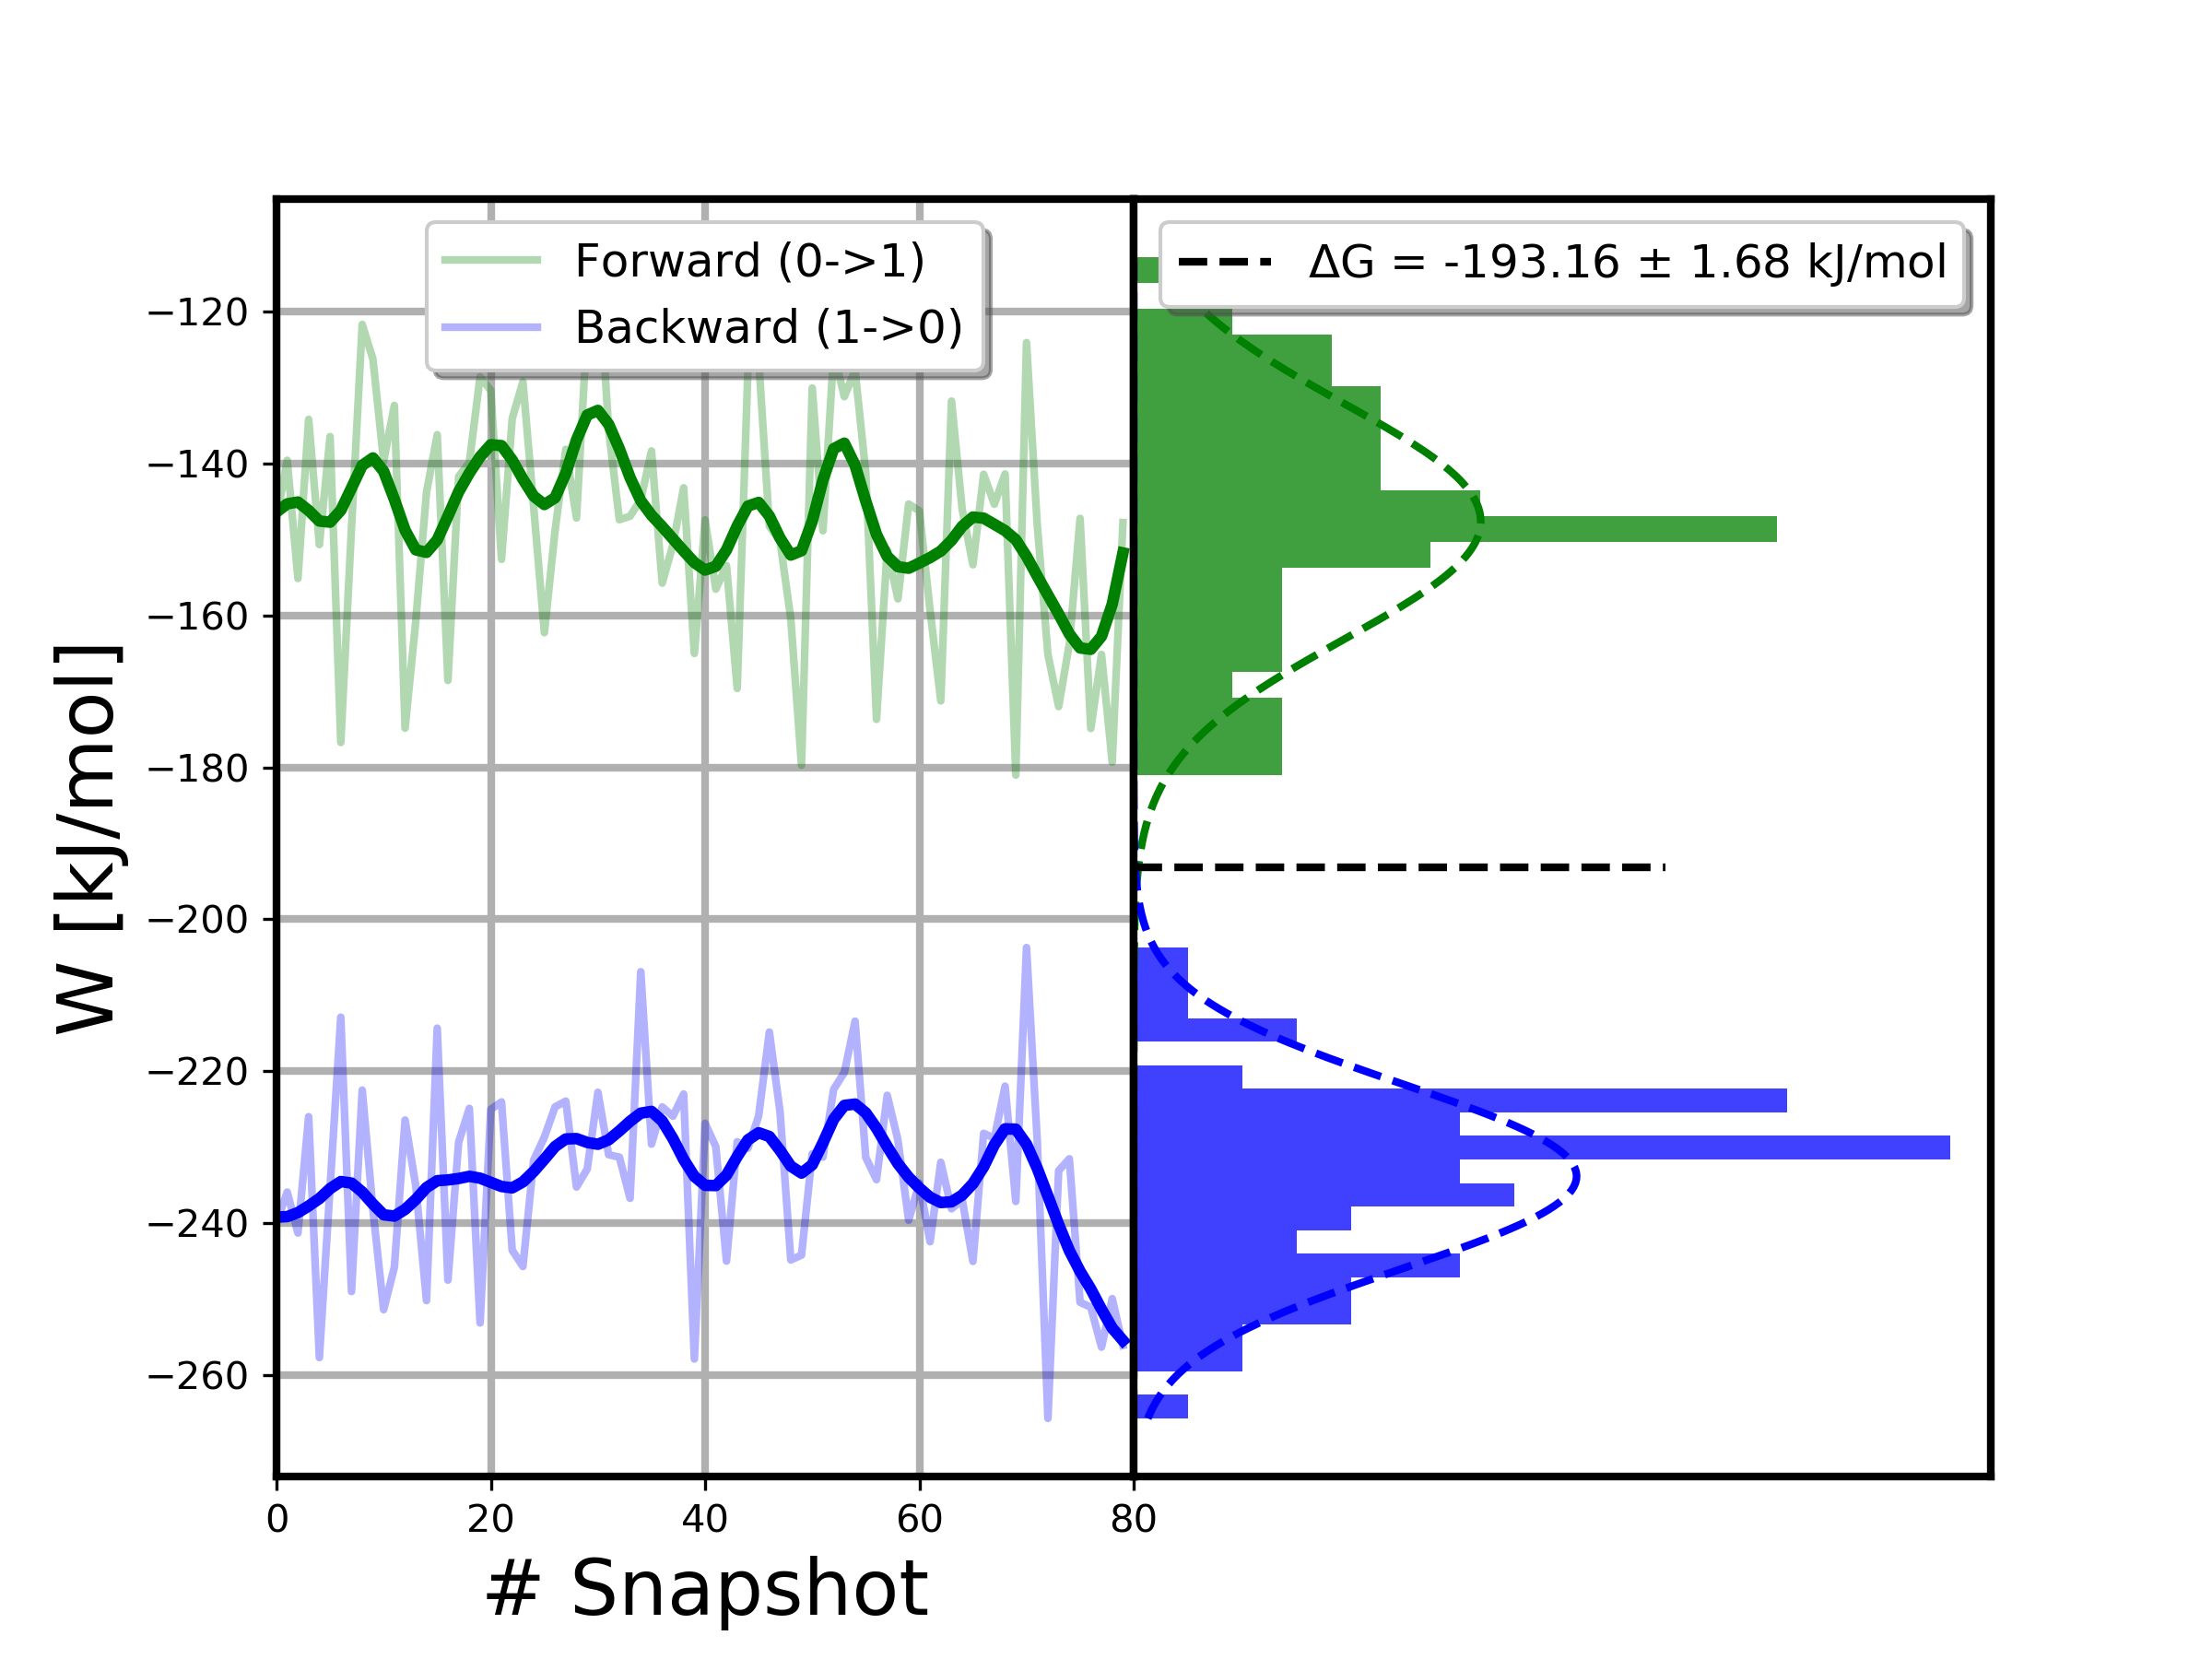 Forward (0->1)
Backward (1->0)
ΔG = -193.16 ± 1.68 kJ/mol
W [kJ/mol]
−120
−140
−160
−180
−200
−220
−240
−260
0 20 40 60 80
# Snapshot